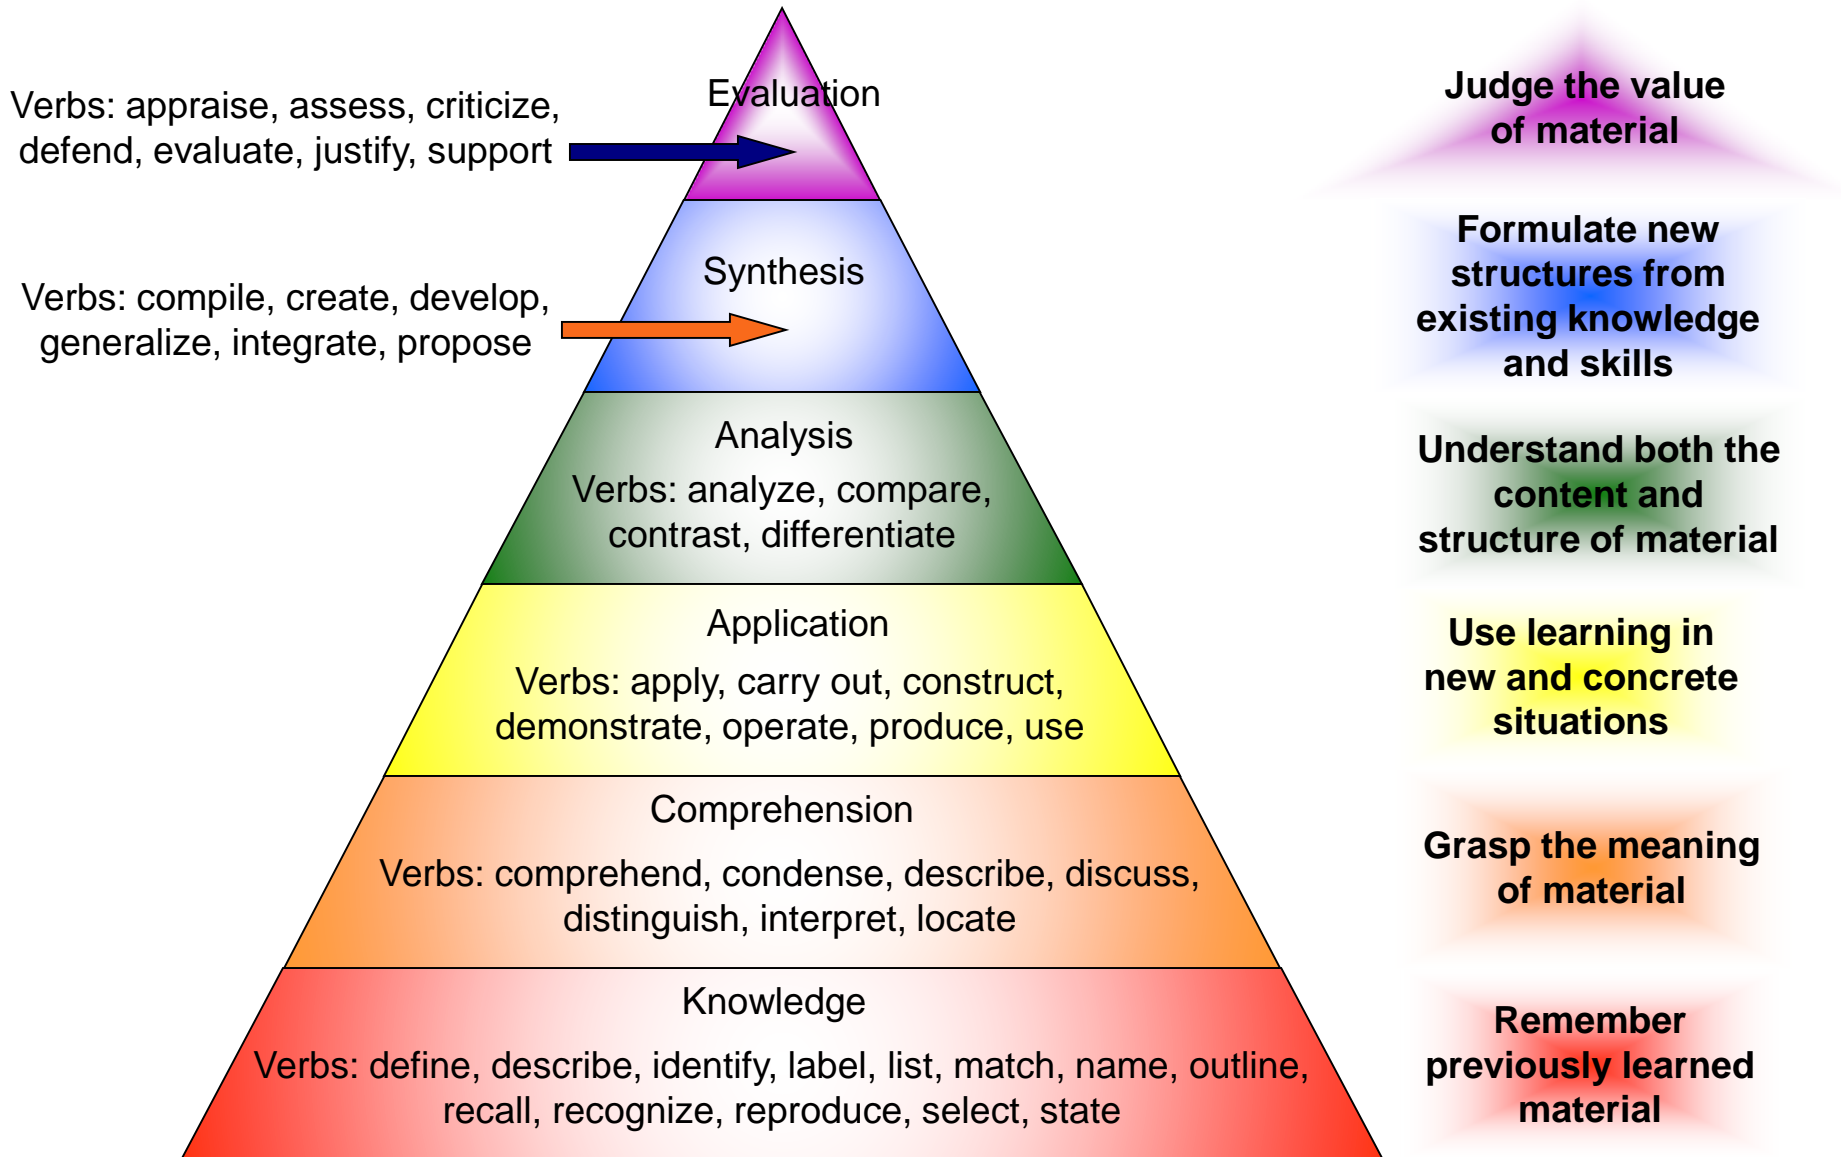 Evaluation
Verbs: appraise, assess, criticize,
defend, evaluate, justify, support
Judge the value
of material
Synthesis
Verbs: compile, create, develop,
generalize, integrate, propose
Formulate new
structures from
existing knowledge
and skills
Analysis
Verbs: analyze, compare,
contrast, differentiate
Understand both the
content and
structure of material
Application
Verbs: apply, carry out, construct,
demonstrate, operate, produce, use
Use learning in
new and concrete
situations
Comprehension
Verbs: comprehend, condense, describe, discuss,
distinguish, interpret, locate
Grasp the meaning
of material
Knowledge
Verbs: define, describe, identify, label, list, match, name, outline,
recall, recognize, reproduce, select, state
Remember
previously learned
material